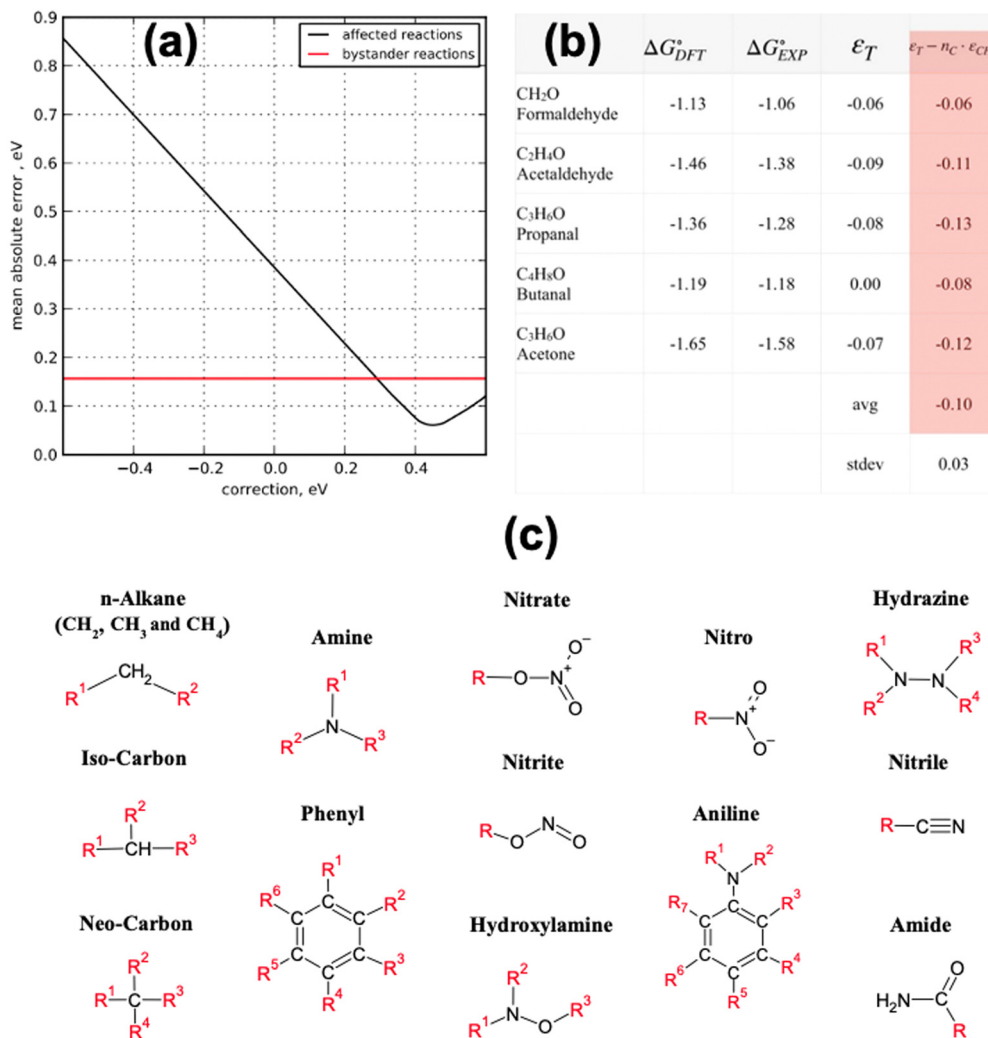 (a)
affected reactions
bystander reactions
0.9
0.8
0.7
0.6
0.5
0.4
0.3
0.2
0.1
0.0
mean absolute error , eV
−0.4
−0.2
0.0
0.2
0.4
correction, eV
(b)
ΔG°DFT ΔG°EXP εT εT − nC · εCH
CH₂O
Formaldehyde -1.13 -1.06 -0.06 -0.06
C₂H₄O
Acetaldehyde -1.46 -1.38 -0.09 -0.11
C₃H₆O
Propanal -1.36 -1.28 -0.08 -0.13
C₄H₈O
Butanal -1.19 -1.18 0.00 -0.08
C₃H₆O
Acetone -1.65 -1.58 -0.07 -0.12
avg -0.10
stdev 0.03
(c)
n-Alkane
(CH₂, CH₃ and CH₄)
R¹ CH₂ R²
Amine
R¹
N
R² R³
Nitrate
O⁻
R O N⁺
O
Nitro
O
R N⁺
O⁻
Hydrazine
R¹ R³
N N
R² R⁴
Iso-Carbon
R²
R¹ CH R³
Phenyl
R¹
R⁶ C R²
C C
C C
R⁵ C R³
R⁴
Nitrite
R O N O
Aniline
R¹ R²
N
R₇ C R³
C C
C C
R⁶ C R⁴
R⁵
Nitrile
R C N
Neo-Carbon
R²
R¹ C R³
R⁴
Hydroxylamine
R²
R¹ N O R³
Amide
O
H₂N C
R